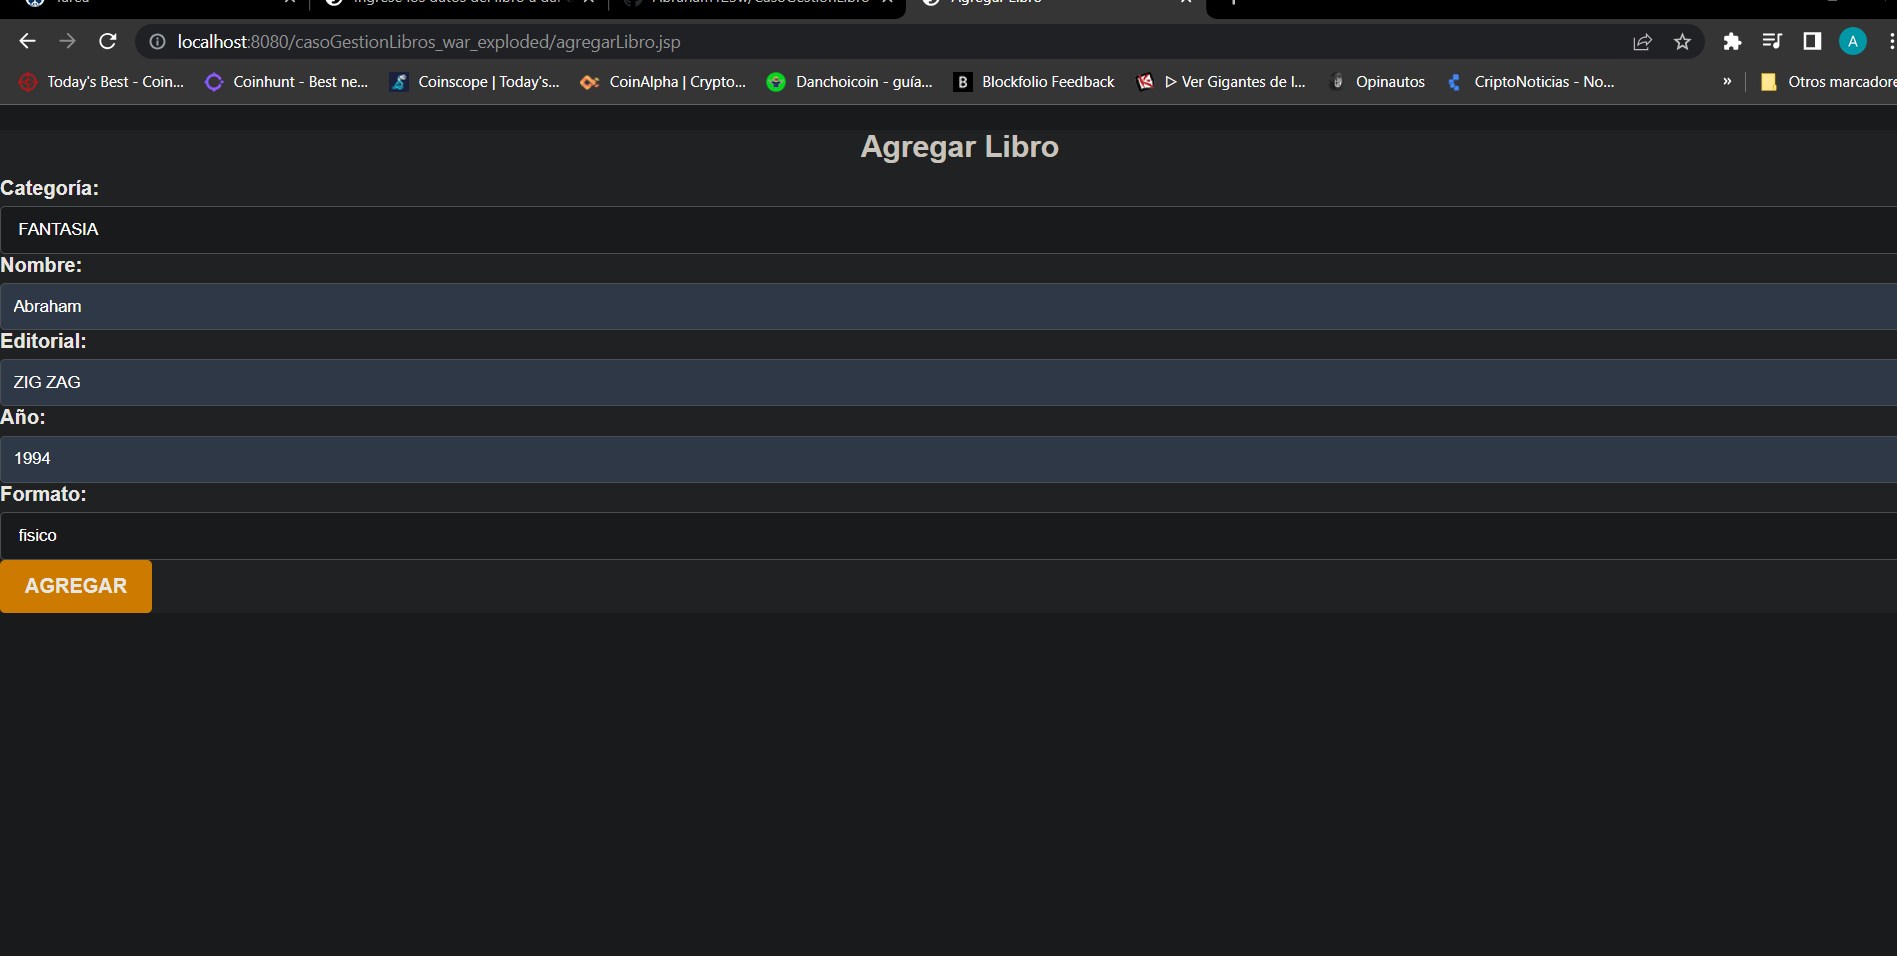 localhost:8080/casoGestionLibros_war_exploded/agregarLibro.jsp
A
Today's Best - Coin... Coinhunt - Best ne... Coinscope | Today's... CoinAlpha | Crypto... Danchoicoin - guía... B Blockfolio Feedback ᐅ Ver Gigantes de l... Opinautos CriptoNoticias - No... » Otros marcadore
Agregar Libro
Categoría:
FANTASIA
Nombre:
Abraham
Editorial:
ZIG ZAG
Año:
1994
Formato:
fisico
AGREGAR